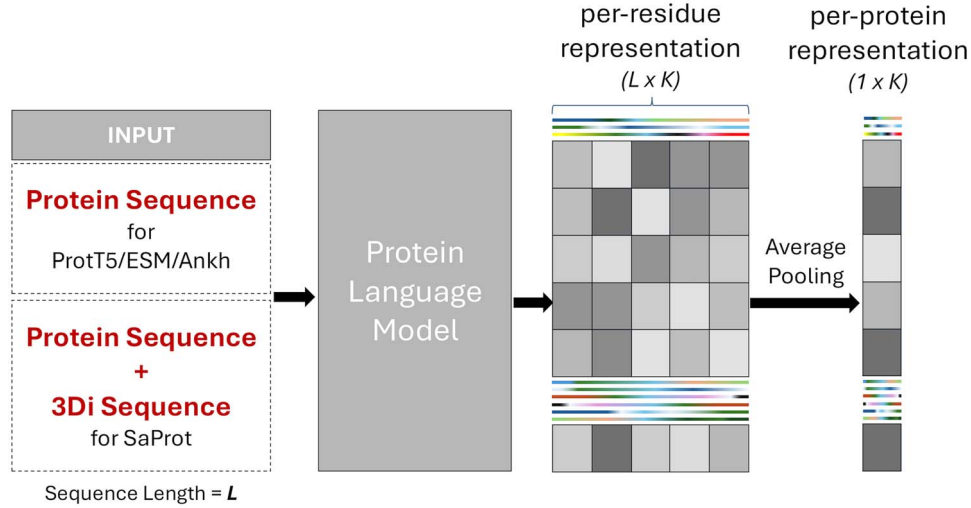 INPUT
Protein Sequence
for
ProtT5/ESM/Ankh
Protein Sequence
+
3Di Sequence
for SaProt
Sequence Length = L
Protein
Language
Model
per-residue
representation
(L x K)
Average
Pooling
per-protein
representation
(1 x K)